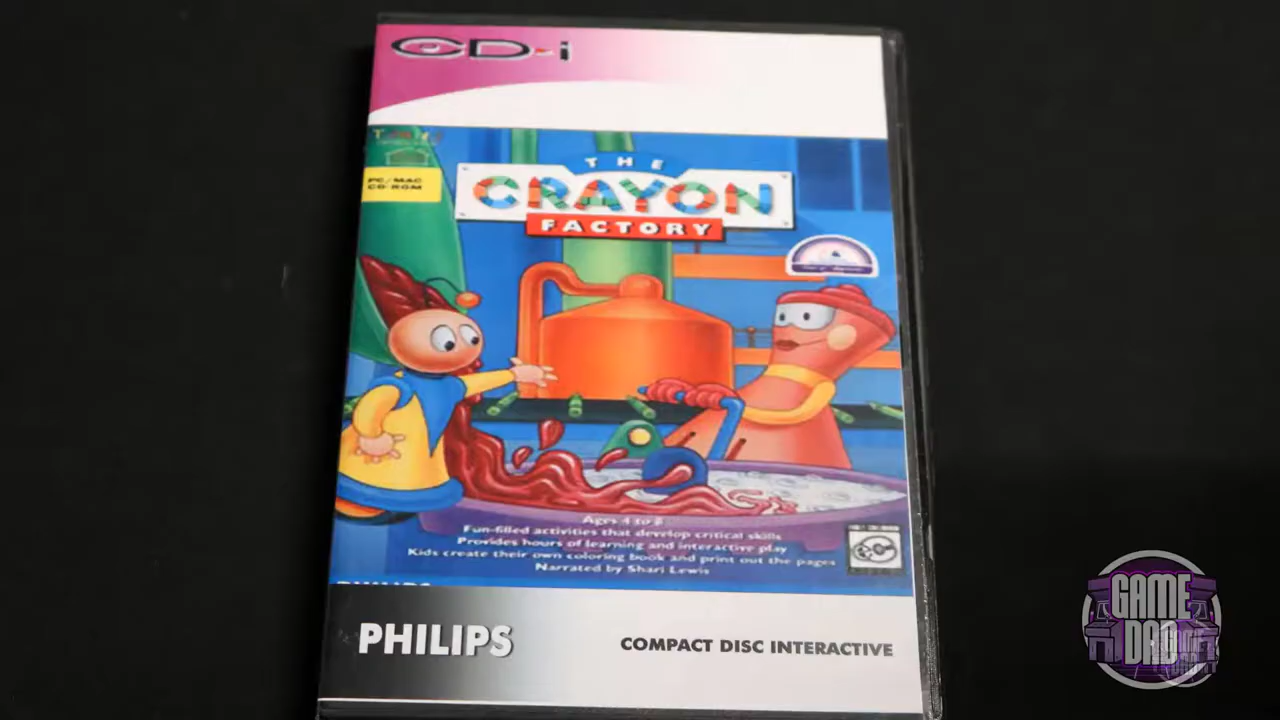 CD-i
PC/MAC
CD-ROM
THE
CRAYON
FACTORY
Ages 4 to 8
Fun-filled activities that develop critical skills
Provides hours of learning and interactive play
Kids create their own coloring book and print out the pages
Narrated by Shari Lewis
PHILIPS
PHILIPS
COMPACT DISC INTERACTIVE
GAME
DAD